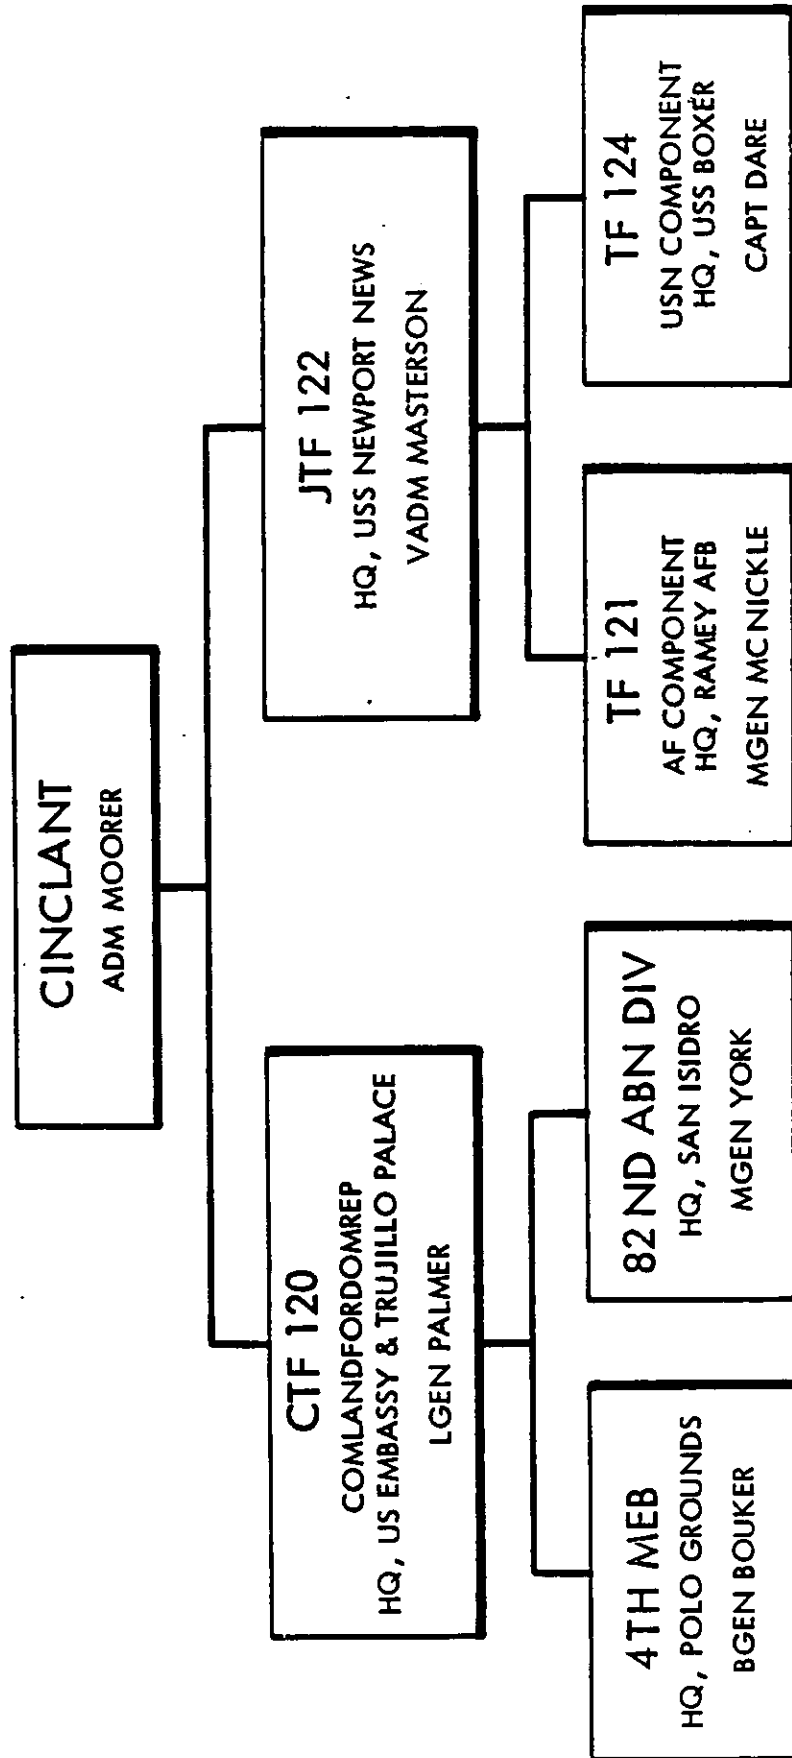 CINCLANT
ADM MOORER
CTF 120
COMLANDFORDOMREP
HQ, US EMBASSY & TRUJILLO PALACE
LGEN PALMER
JTF 122
HQ, USS NEWPORT NEWS
VADM MASTERSON
4TH MEB
HQ, POLO GROUNDS
BGEN BOUKER
82ND ABN DIV
HQ, SAN ISIDRO
MGEN YORK
TF 121
AF COMPONENT
HQ, RAMEY AFB
MGEN MCNICKLE
TF 124
USN COMPONENT
HQ, USS BOXER
CAPT DARE